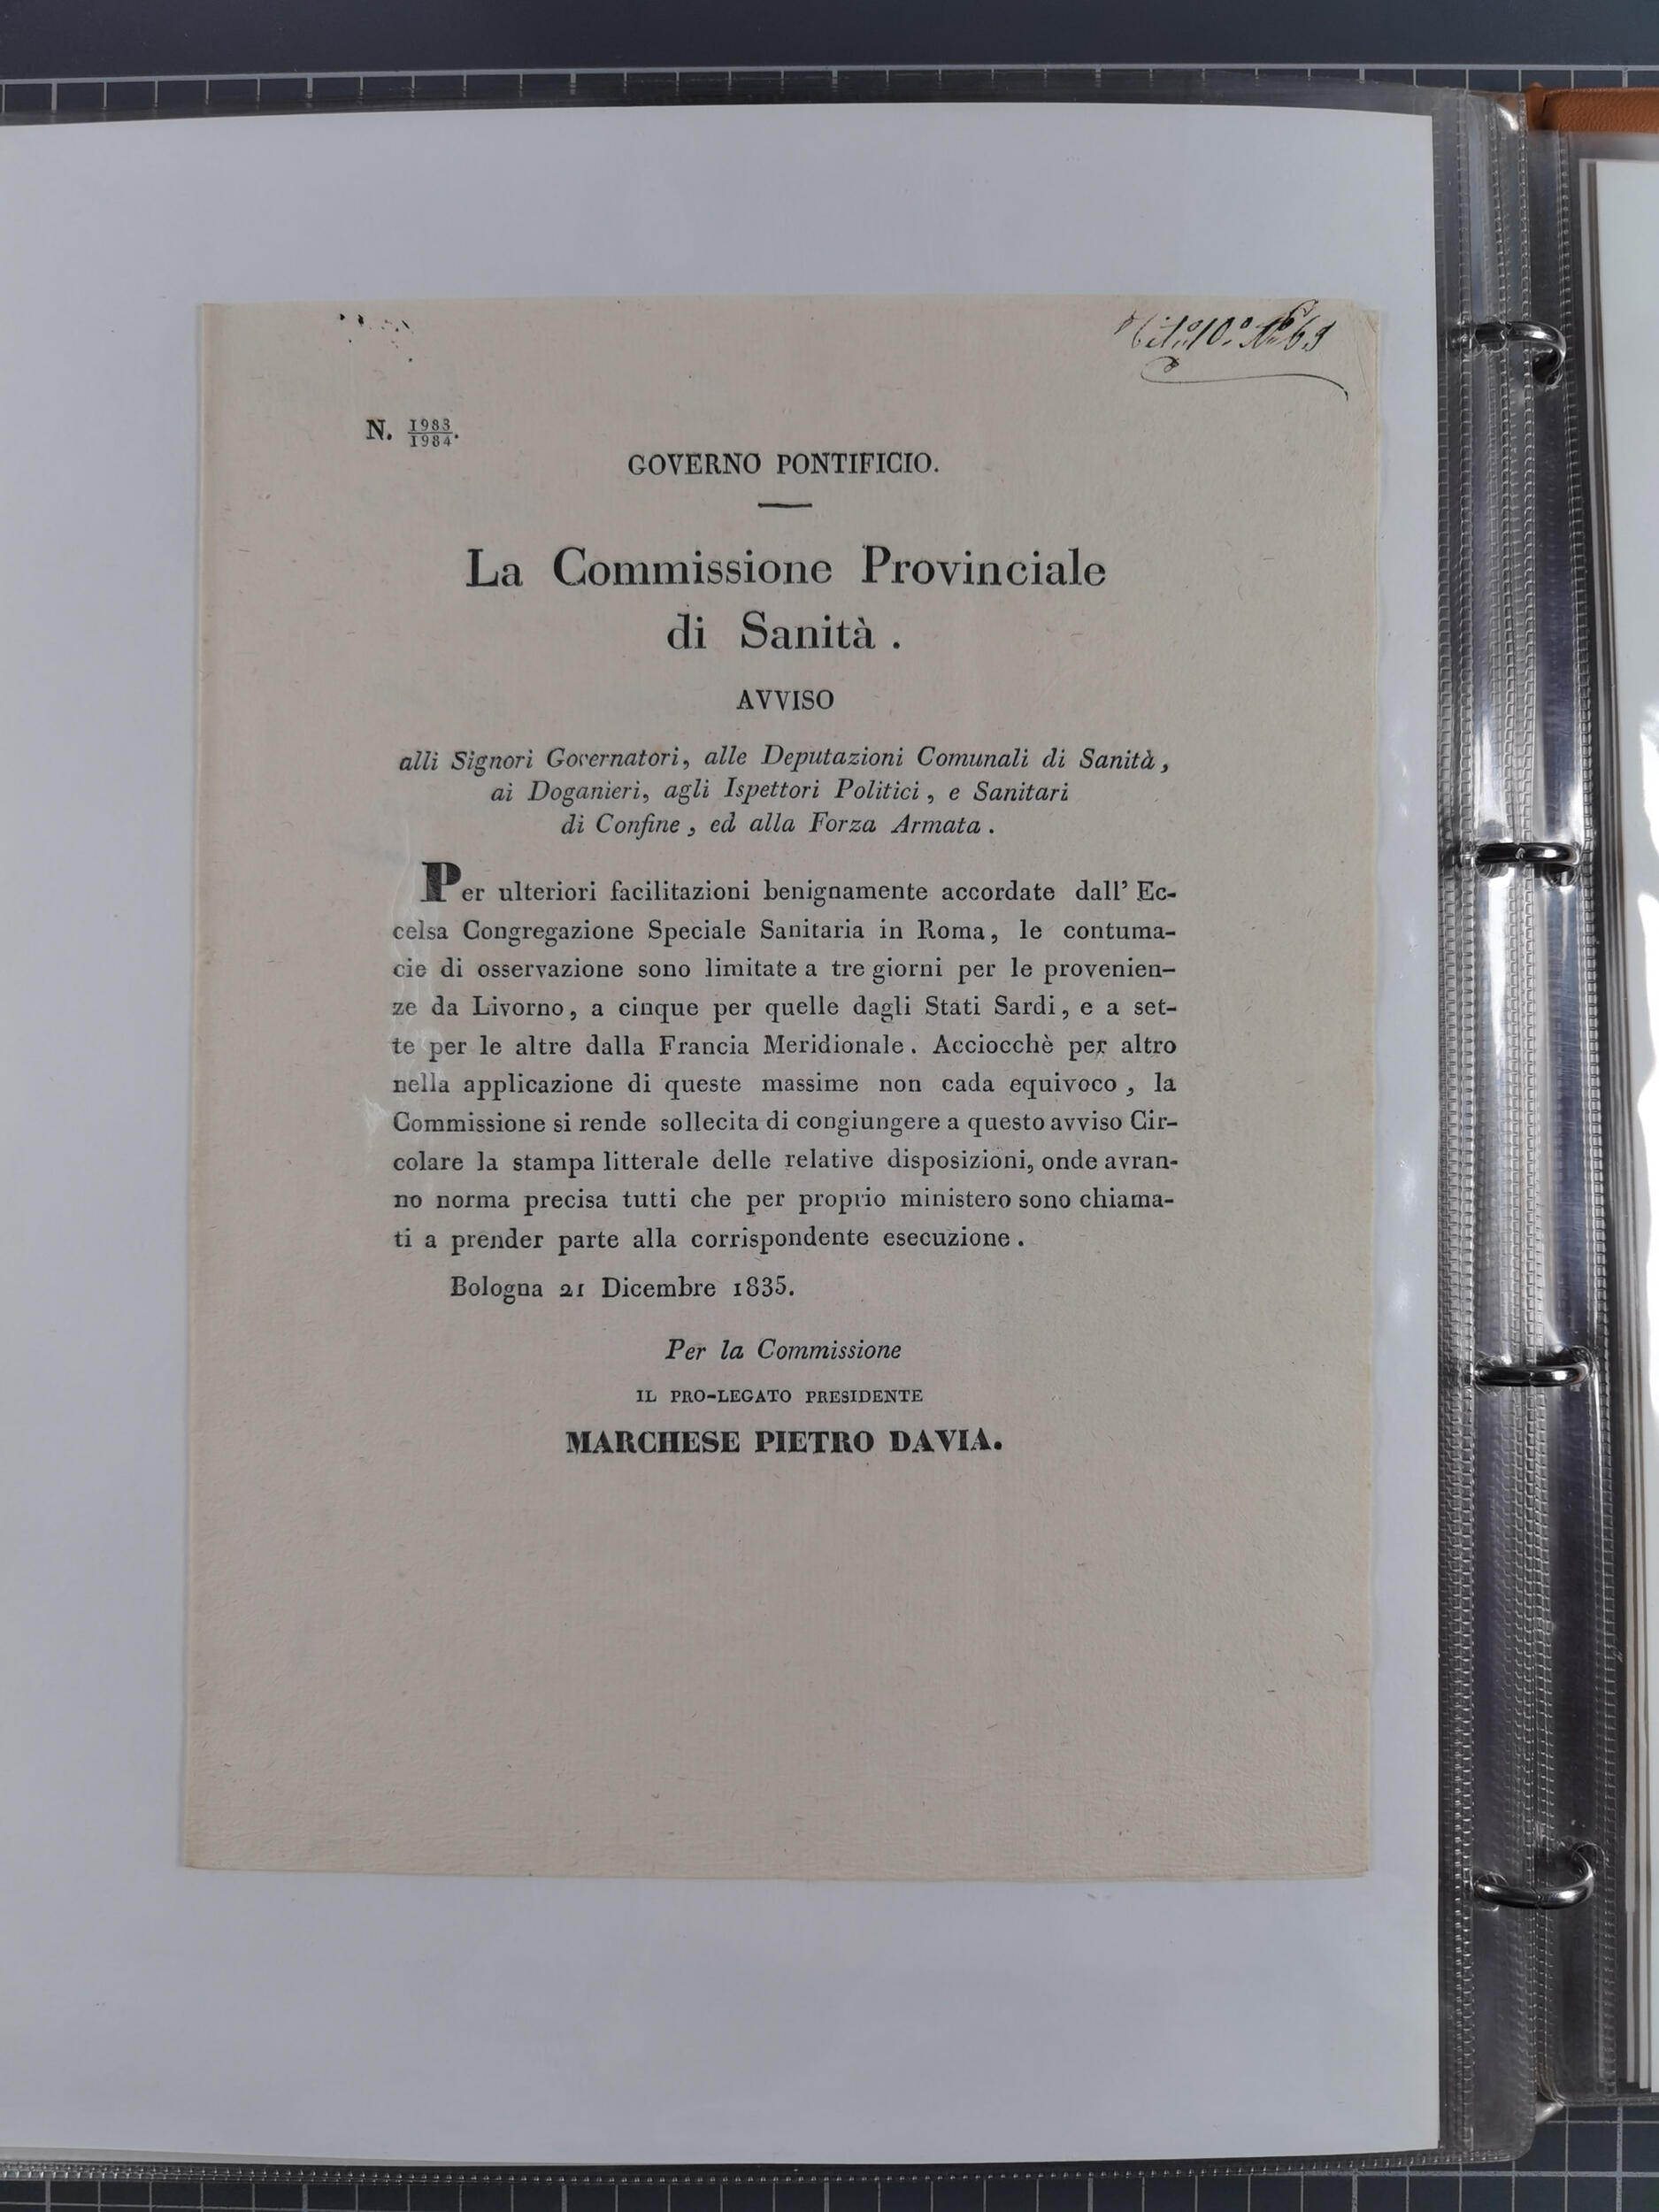 Tit.º 10.º N.º 69
N. 1983/1984.
GOVERNO PONTIFICIO.
La Commissione Provinciale
di Sanità .
AVVISO
alli Signori Governatori, alle Deputazioni Comunali di Sanità ,
ai Doganieri, agli Ispettori Politici , e Sanitari
di Confine , ed alla Forza Armata .
Per ulteriori facilitazioni benignamente accordate dall' Ec-
celsa Congregazione Speciale Sanitaria in Roma, le contuma-
cie di osservazione sono limitate a tre giorni per le provenien-
ze da Livorno, a cinque per quelle dagli Stati Sardi, e a set-
te per le altre dalla Francia Meridionale. Acciocchè per altro
nella applicazione di queste massime non cada equivoco , la
Commissione si rende sollecita di congiungere a questo avviso Cir-
colare la stampa litterale delle relative disposizioni, onde avran-
no norma precisa tutti che per proprio ministero sono chiama-
ti a prender parte alla corrispondente esecuzione .
Bologna 21 Dicembre 1835.
Per la Commissione
IL PRO-LEGATO PRESIDENTE
MARCHESE PIETRO DAVIA.